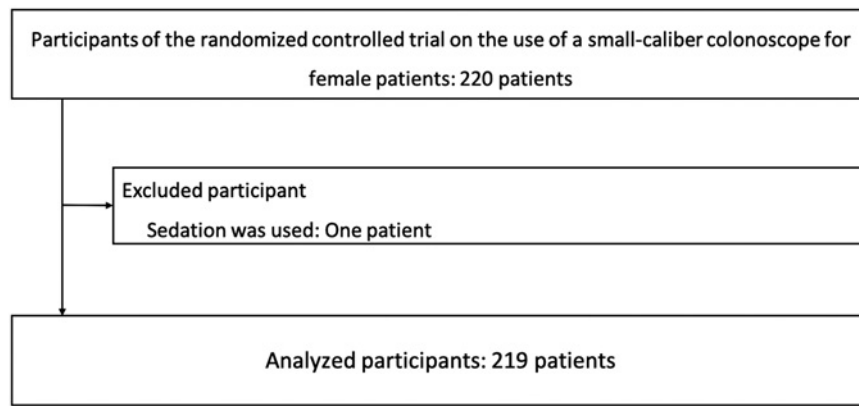 Participants of the randomized controlled trial on the use of a small-caliber colonoscope for
female patients: 220 patients
Excluded participant
Sedation was used: One patient
Analyzed participants: 219 patients